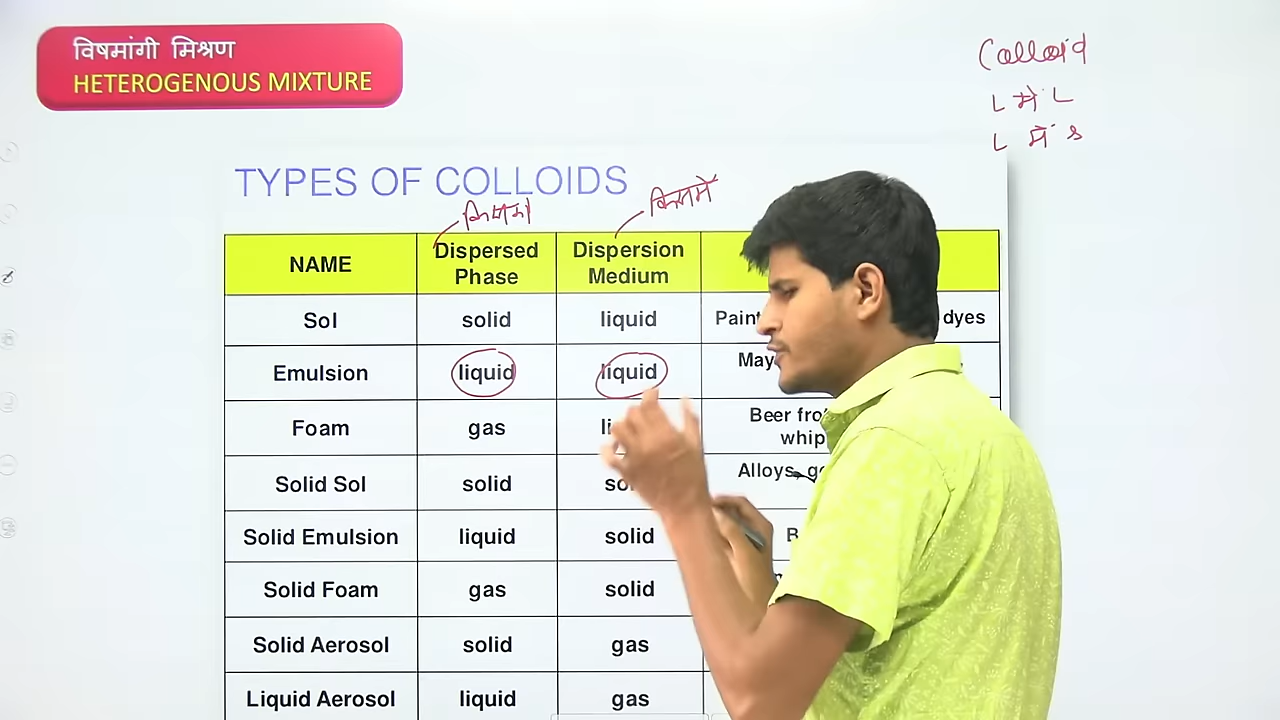 विषमांगी मिश्रण
HETEROGENOUS MIXTURE
Colloid
L में L
L में S
TYPES OF COLLOIDS
किसको किसमें
NAME Dispersed Phase Dispersion Medium
Sol solid liquid dyes
Emulsion liquid liquid
Foam gas
Solid Sol solid
Solid Emulsion liquid solid
Solid Foam gas solid
Solid Aerosol solid gas
Liquid Aerosol liquid gas
Beer
Alloys